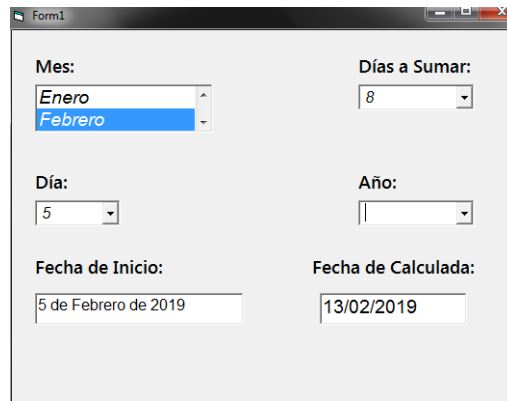 Form1
Mes:
Días a Sumar:
Enero
Febrero
8
Día:
Año:
5
Fecha de Inicio:
Fecha de Calculada:
5 de Febrero de 2019
13/02/2019